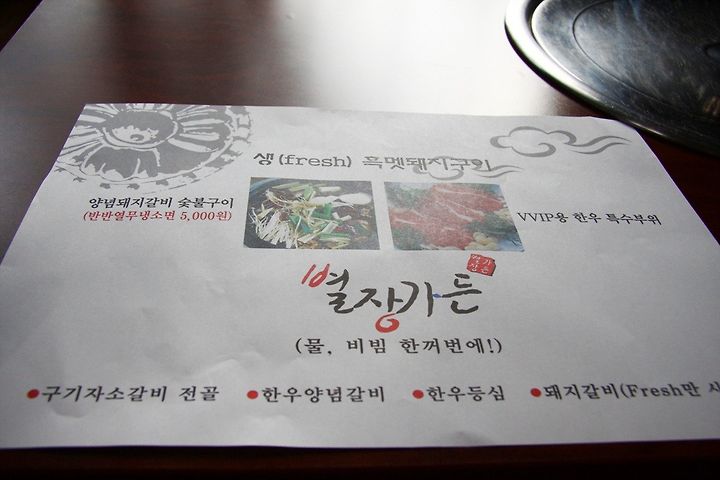 생(fresh) 흑멧돼지구이
양념돼지갈비 숯불구이
(반반열무냉소면 5,000원)
VVIP용 한우 특수부위
별장가든
별장가든
(물, 비빔 한꺼번에!)
●구기자소갈비 전골 ●한우양념갈비 ●한우등심 ●돼지갈비(Fresh만